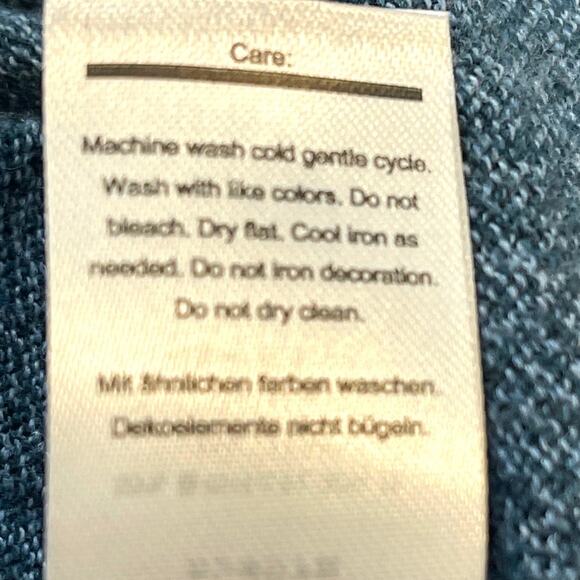 Care:
Machine wash cold gentle cycle.
Wash with like colors. Do not
bleach. Dry flat. Cool iron as
needed. Do not iron decoration.
Do not dry clean.
Mit ähnlichen farben waschen.
Dekoelemente nicht bügeln.